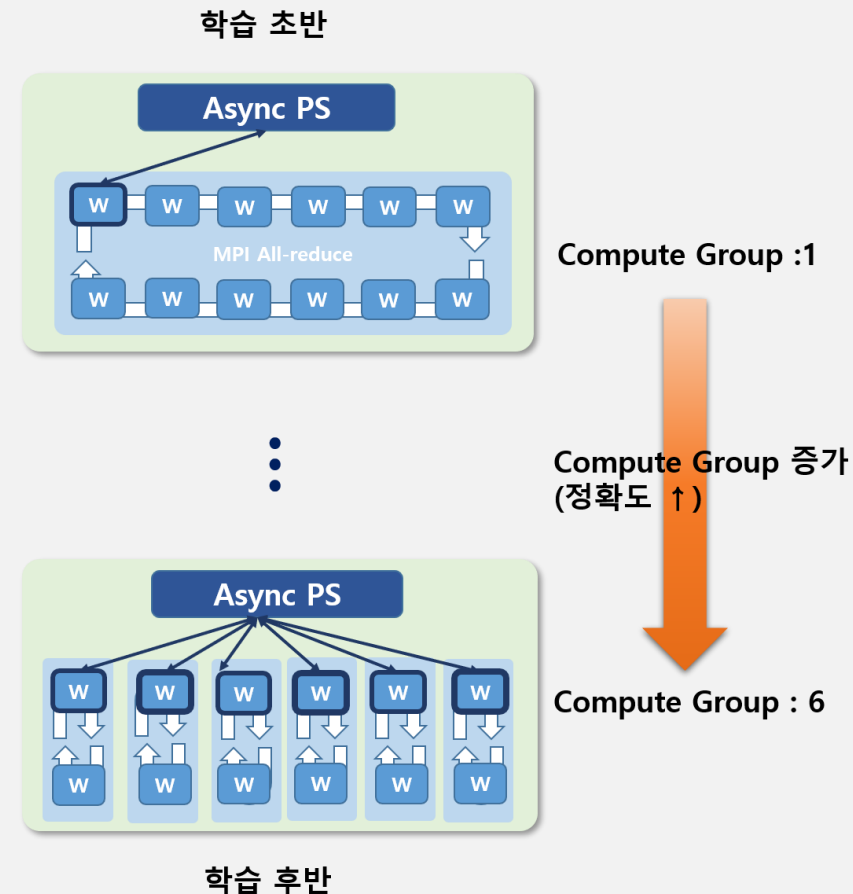 학습 초반
Async PS
W W W W W W
MPI All-reduce
W W W W W W
Compute Group :1
Compute Group 증가
(정확도 ↑)
Async PS
W W W W W W
W W W W W W
Compute Group : 6
학습 후반